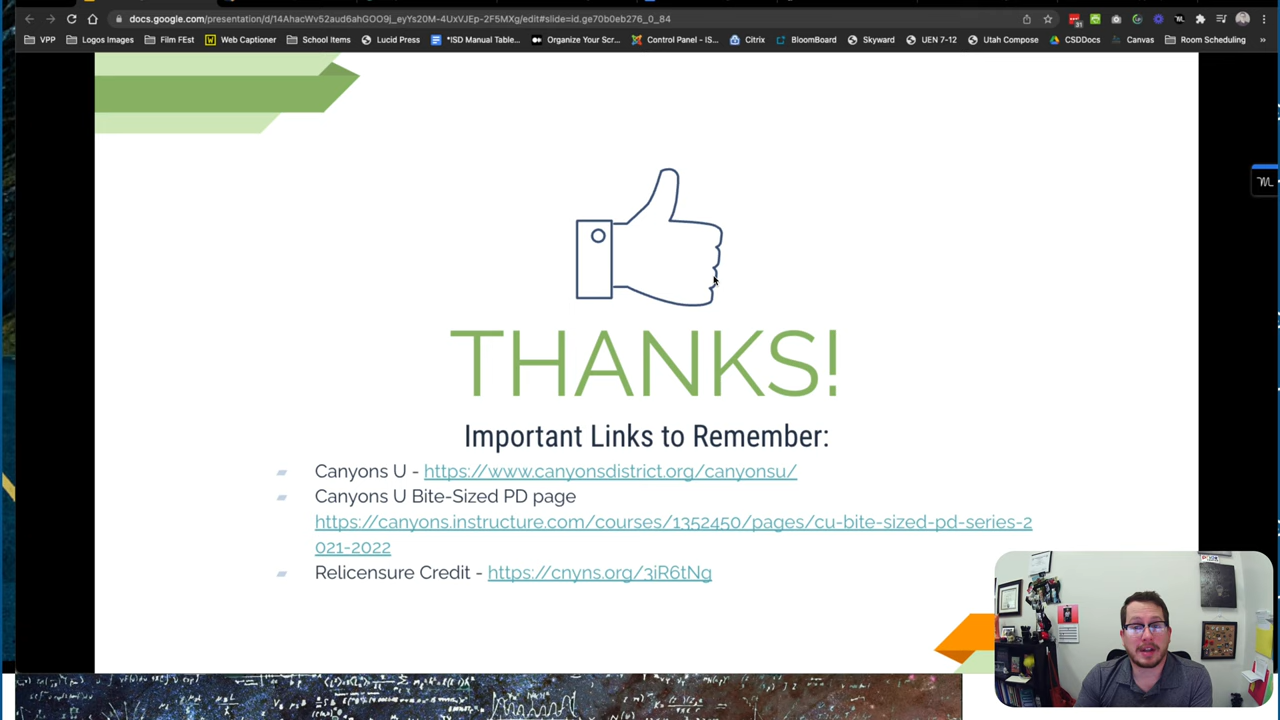 docs.google.com/presentation/d/14AhacWv52aud6ahGOO9j_eyYs20M-4UxVJEp-2F5MXg/edit#slide=id.ge70b0eb276_0_84
VPP Logos Images Film FEst Web Captioner School Items Lucid Press *ISD Manual Table... Organize Your Scr... Control Panel - IS... Citrix BloomBoard Skyward UEN 7-12 Utah Compose CSDDocs Canvas Room Scheduling »
THANKS!
Important Links to Remember:
Canyons U - https://www.canyonsdistrict.org/canyonsu/
Canyons U Bite-Sized PD page
https://canyons.instructure.com/courses/1352450/pages/cu-bite-sized-pd-series-2
021-2022
Relicensure Credit - https://cnyns.org/3iR6tNg